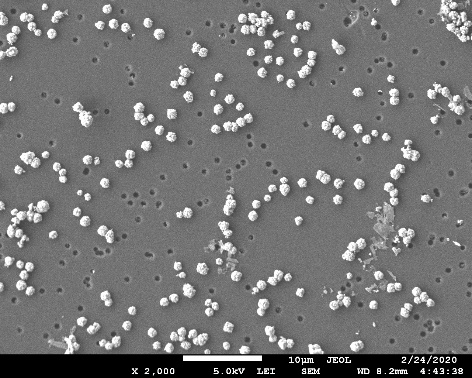 10μm JEOL 2/24/2020
X 2,000 5.0kV LEI SEM WD 8.2mm 4:43:38